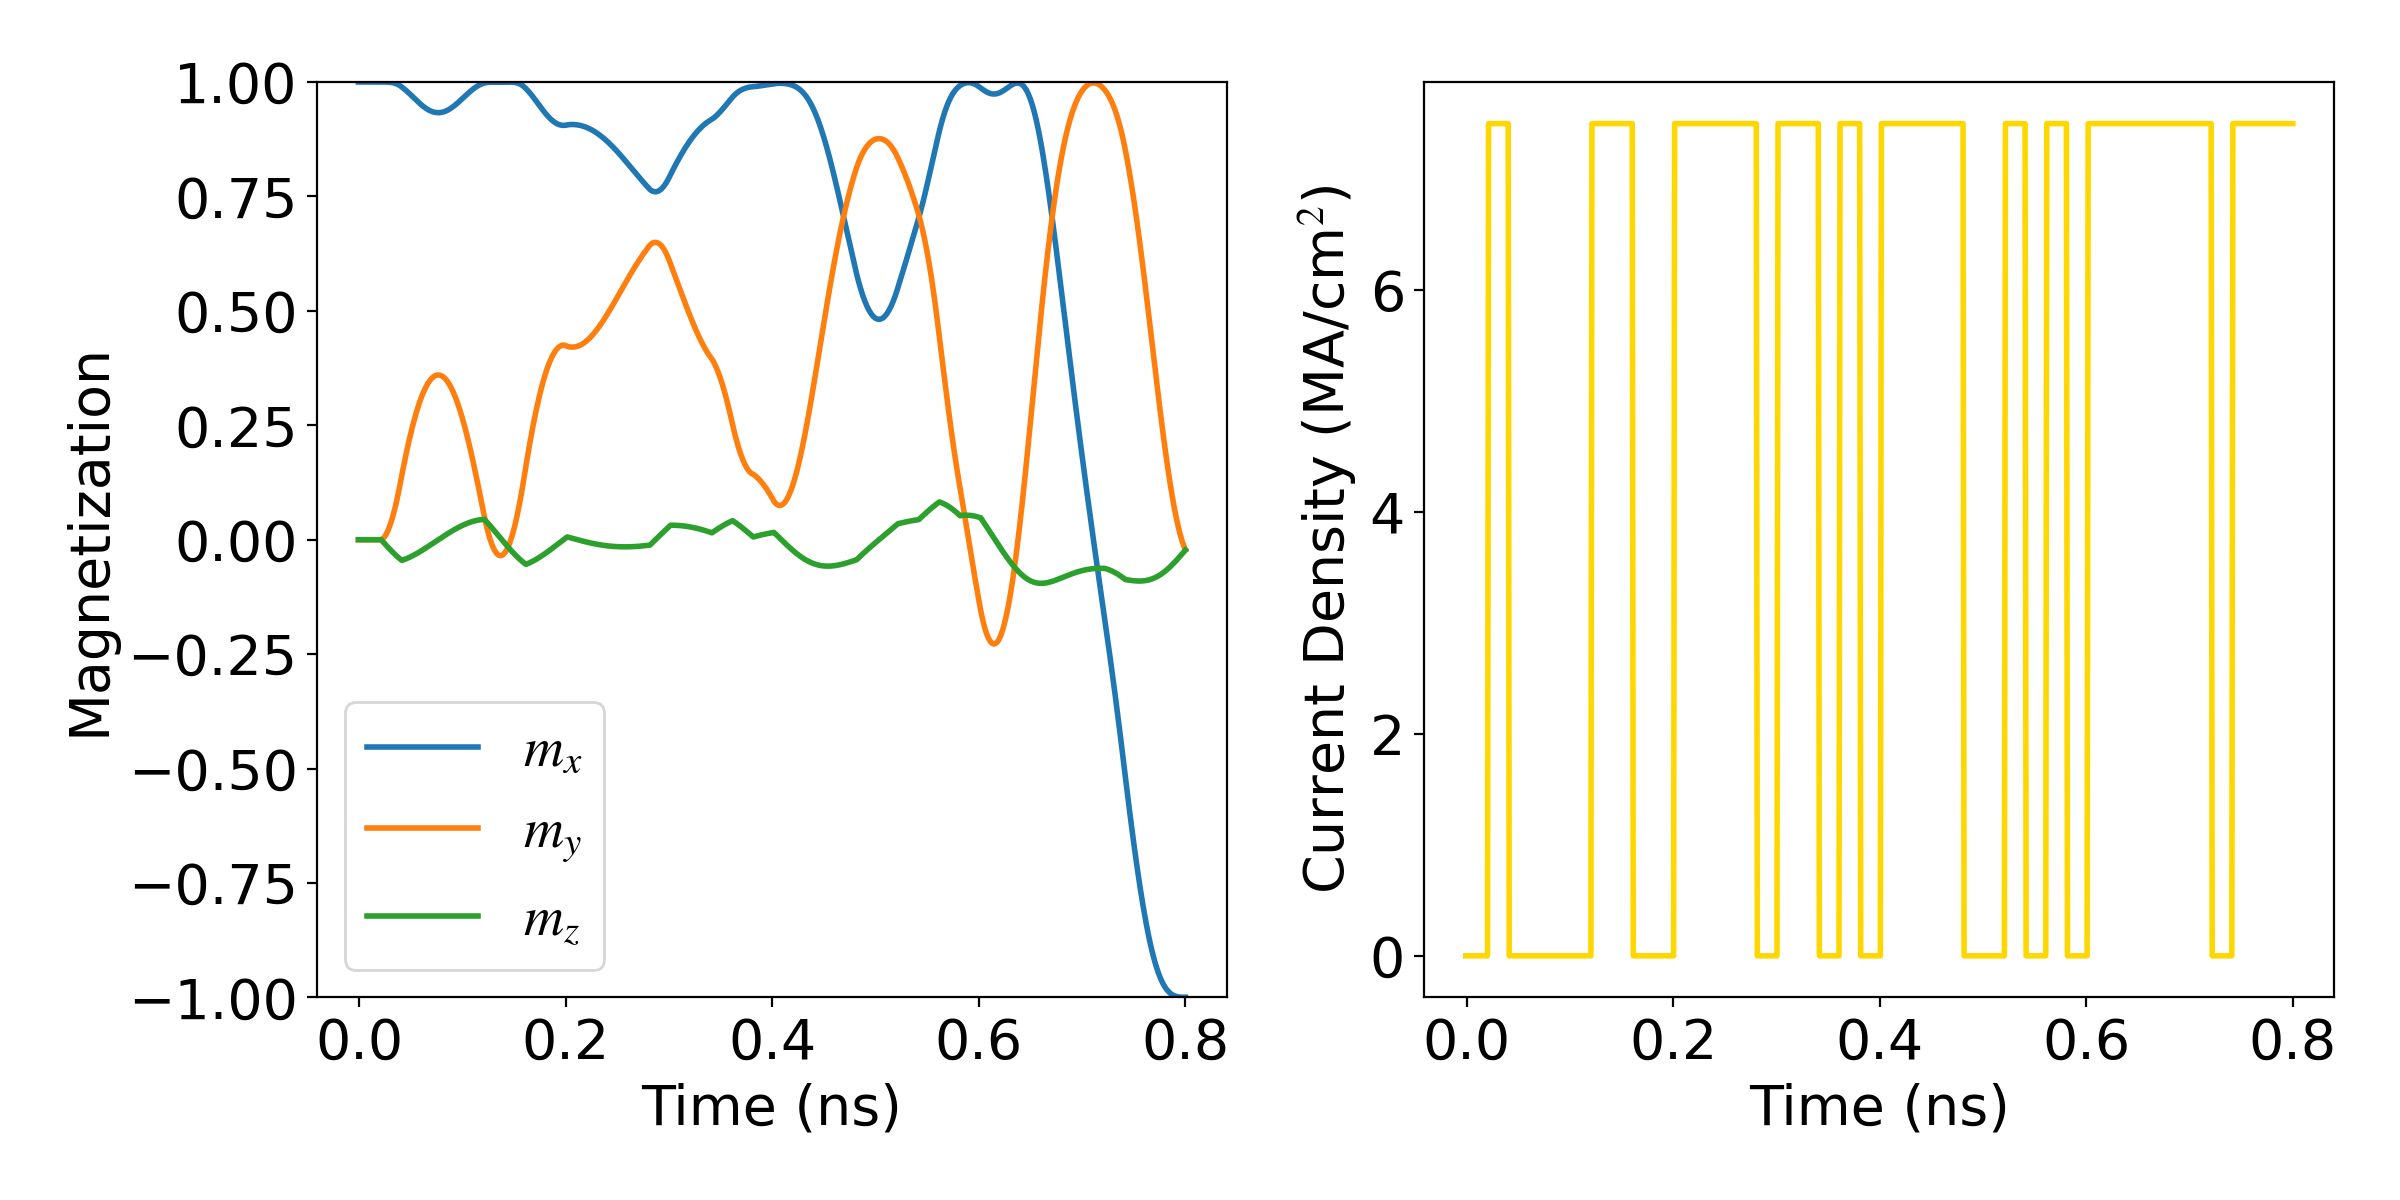 1.00
0.75
0.50
0.25
0.00
−0.25
−0.50
−0.75
−1.00
Magnetization
m_x
m_y
m_z
0.0 0.2 0.4 0.6 0.8
Time (ns)
6
4
2
0
Current Density (MA/cm²)
0.0 0.2 0.4 0.6 0.8
Time (ns)